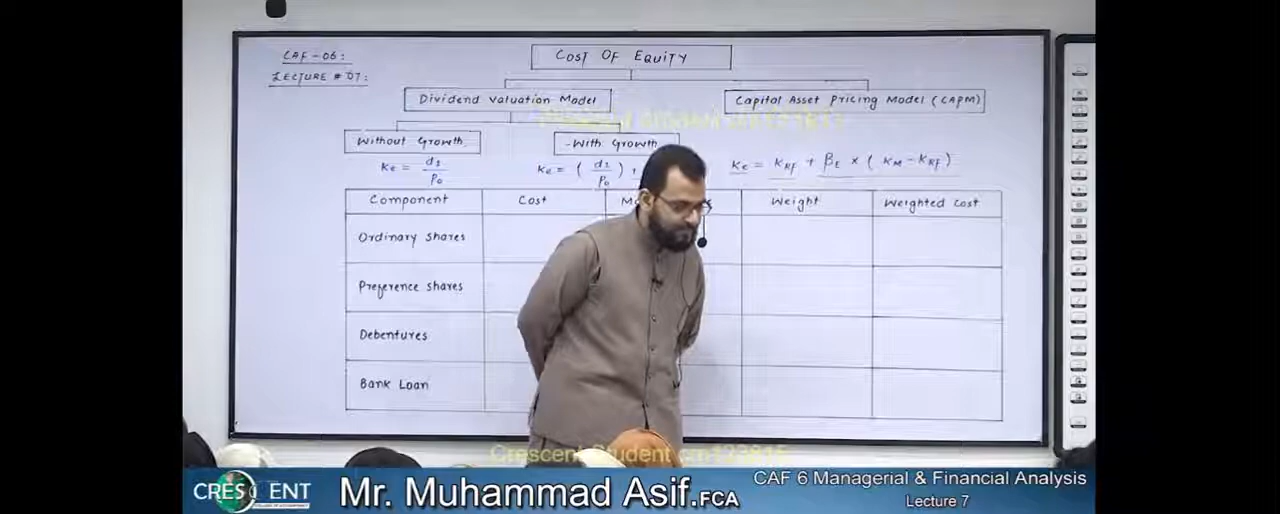 CAF-06:
COST OF EQUITY
LECTURE # 07:
Dividend Valuation Model
Capital Asset Pricing Model (CAPM)
Without Growth
With Growth
Ke = d1 / P0
Ke = ( d1 / P0 ) +
Ke = KRF + βE × ( KM - KRF )
Component Cost Weight Weighted Cost
Ordinary Shares
Preference Shares
Debentures
Bank Loan
Crescent Student
CRESCENT
Mr. Muhammad Asif.FCA
CAF 6 Managerial & Financial Analysis
Lecture 7